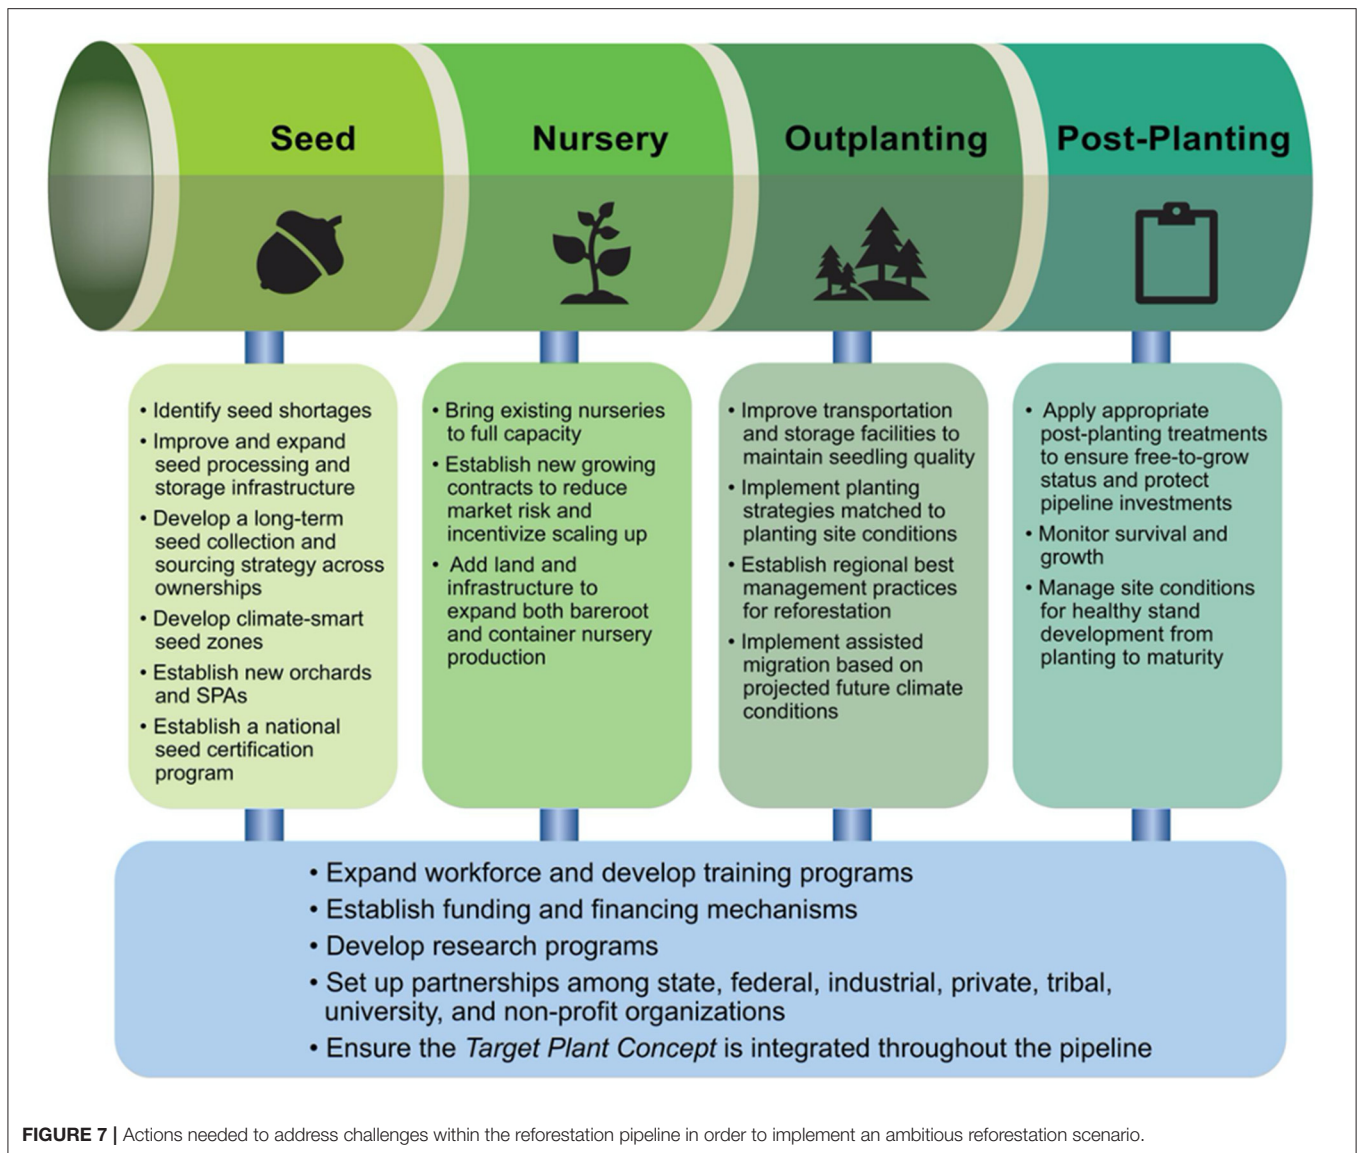 Seed
Nursery
Outplanting
Post-Planting
• Identify seed shortages
• Improve and expand
seed processing and
storage infrastructure
• Develop a long-term
seed collection and
sourcing strategy across
ownerships
• Develop climate-smart
seed zones
• Establish new orchards
and SPAs
• Establish a national
seed certification
program
• Bring existing nurseries
to full capacity
• Establish new growing
contracts to reduce
market risk and
incentivize scaling up
• Add land and
infrastructure to
expand both bareroot
and container nursery
production
• Improve transportation
and storage facilities to
maintain seedling quality
• Implement planting
strategies matched to
planting site conditions
• Establish regional best
management practices
for reforestation
• Implement assisted
migration based on
projected future climate
conditions
• Apply appropriate
post-planting treatments
to ensure free-to-grow
status and protect
pipeline investments
• Monitor survival and
growth
• Manage site conditions
for healthy stand
development from
planting to maturity
• Expand workforce and develop training programs
• Establish funding and financing mechanisms
• Develop research programs
• Set up partnerships among state, federal, industrial, private, tribal,
university, and non-profit organizations
• Ensure the Target Plant Concept is integrated throughout the pipeline
FIGURE 7 | Actions needed to address challenges within the reforestation pipeline in order to implement an ambitious reforestation scenario.